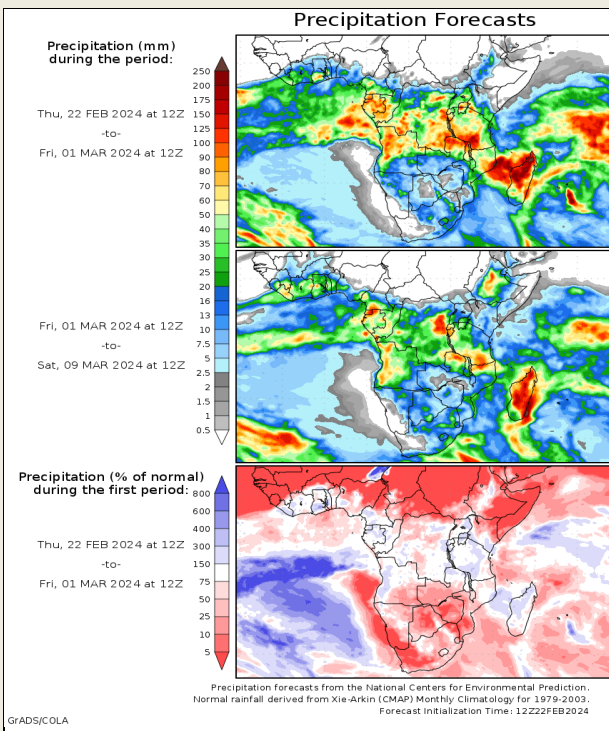 Precipitation Forecasts
Precipitation (mm)
during the period:
Thu, 22 FEB 2024 at 12Z
-to-
Fri, 01 MAR 2024 at 12Z
250
200
175
150
125
100
90
80
70
60
50
40
35
30
25
20
16
13
10
7.5
5
2.5
2
1.5
1
0.5
Fri, 01 MAR 2024 at 12Z
-to-
Sat, 09 MAR 2024 at 12Z
Precipitation (% of normal)
during the first period:
Thu, 22 FEB 2024 at 12Z
-to-
Fri, 01 MAR 2024 at 12Z
800
600
400
300
150
75
50
25
10
5
Precipitation forecasts from the National Centers for Environmental Prediction.
Normal rainfall derived from Xie-Arkin (CMAP) Monthly Climatology for 1979-2003.
Forecast Initialization Time: 12Z22FEB2024
GrADS/COLA